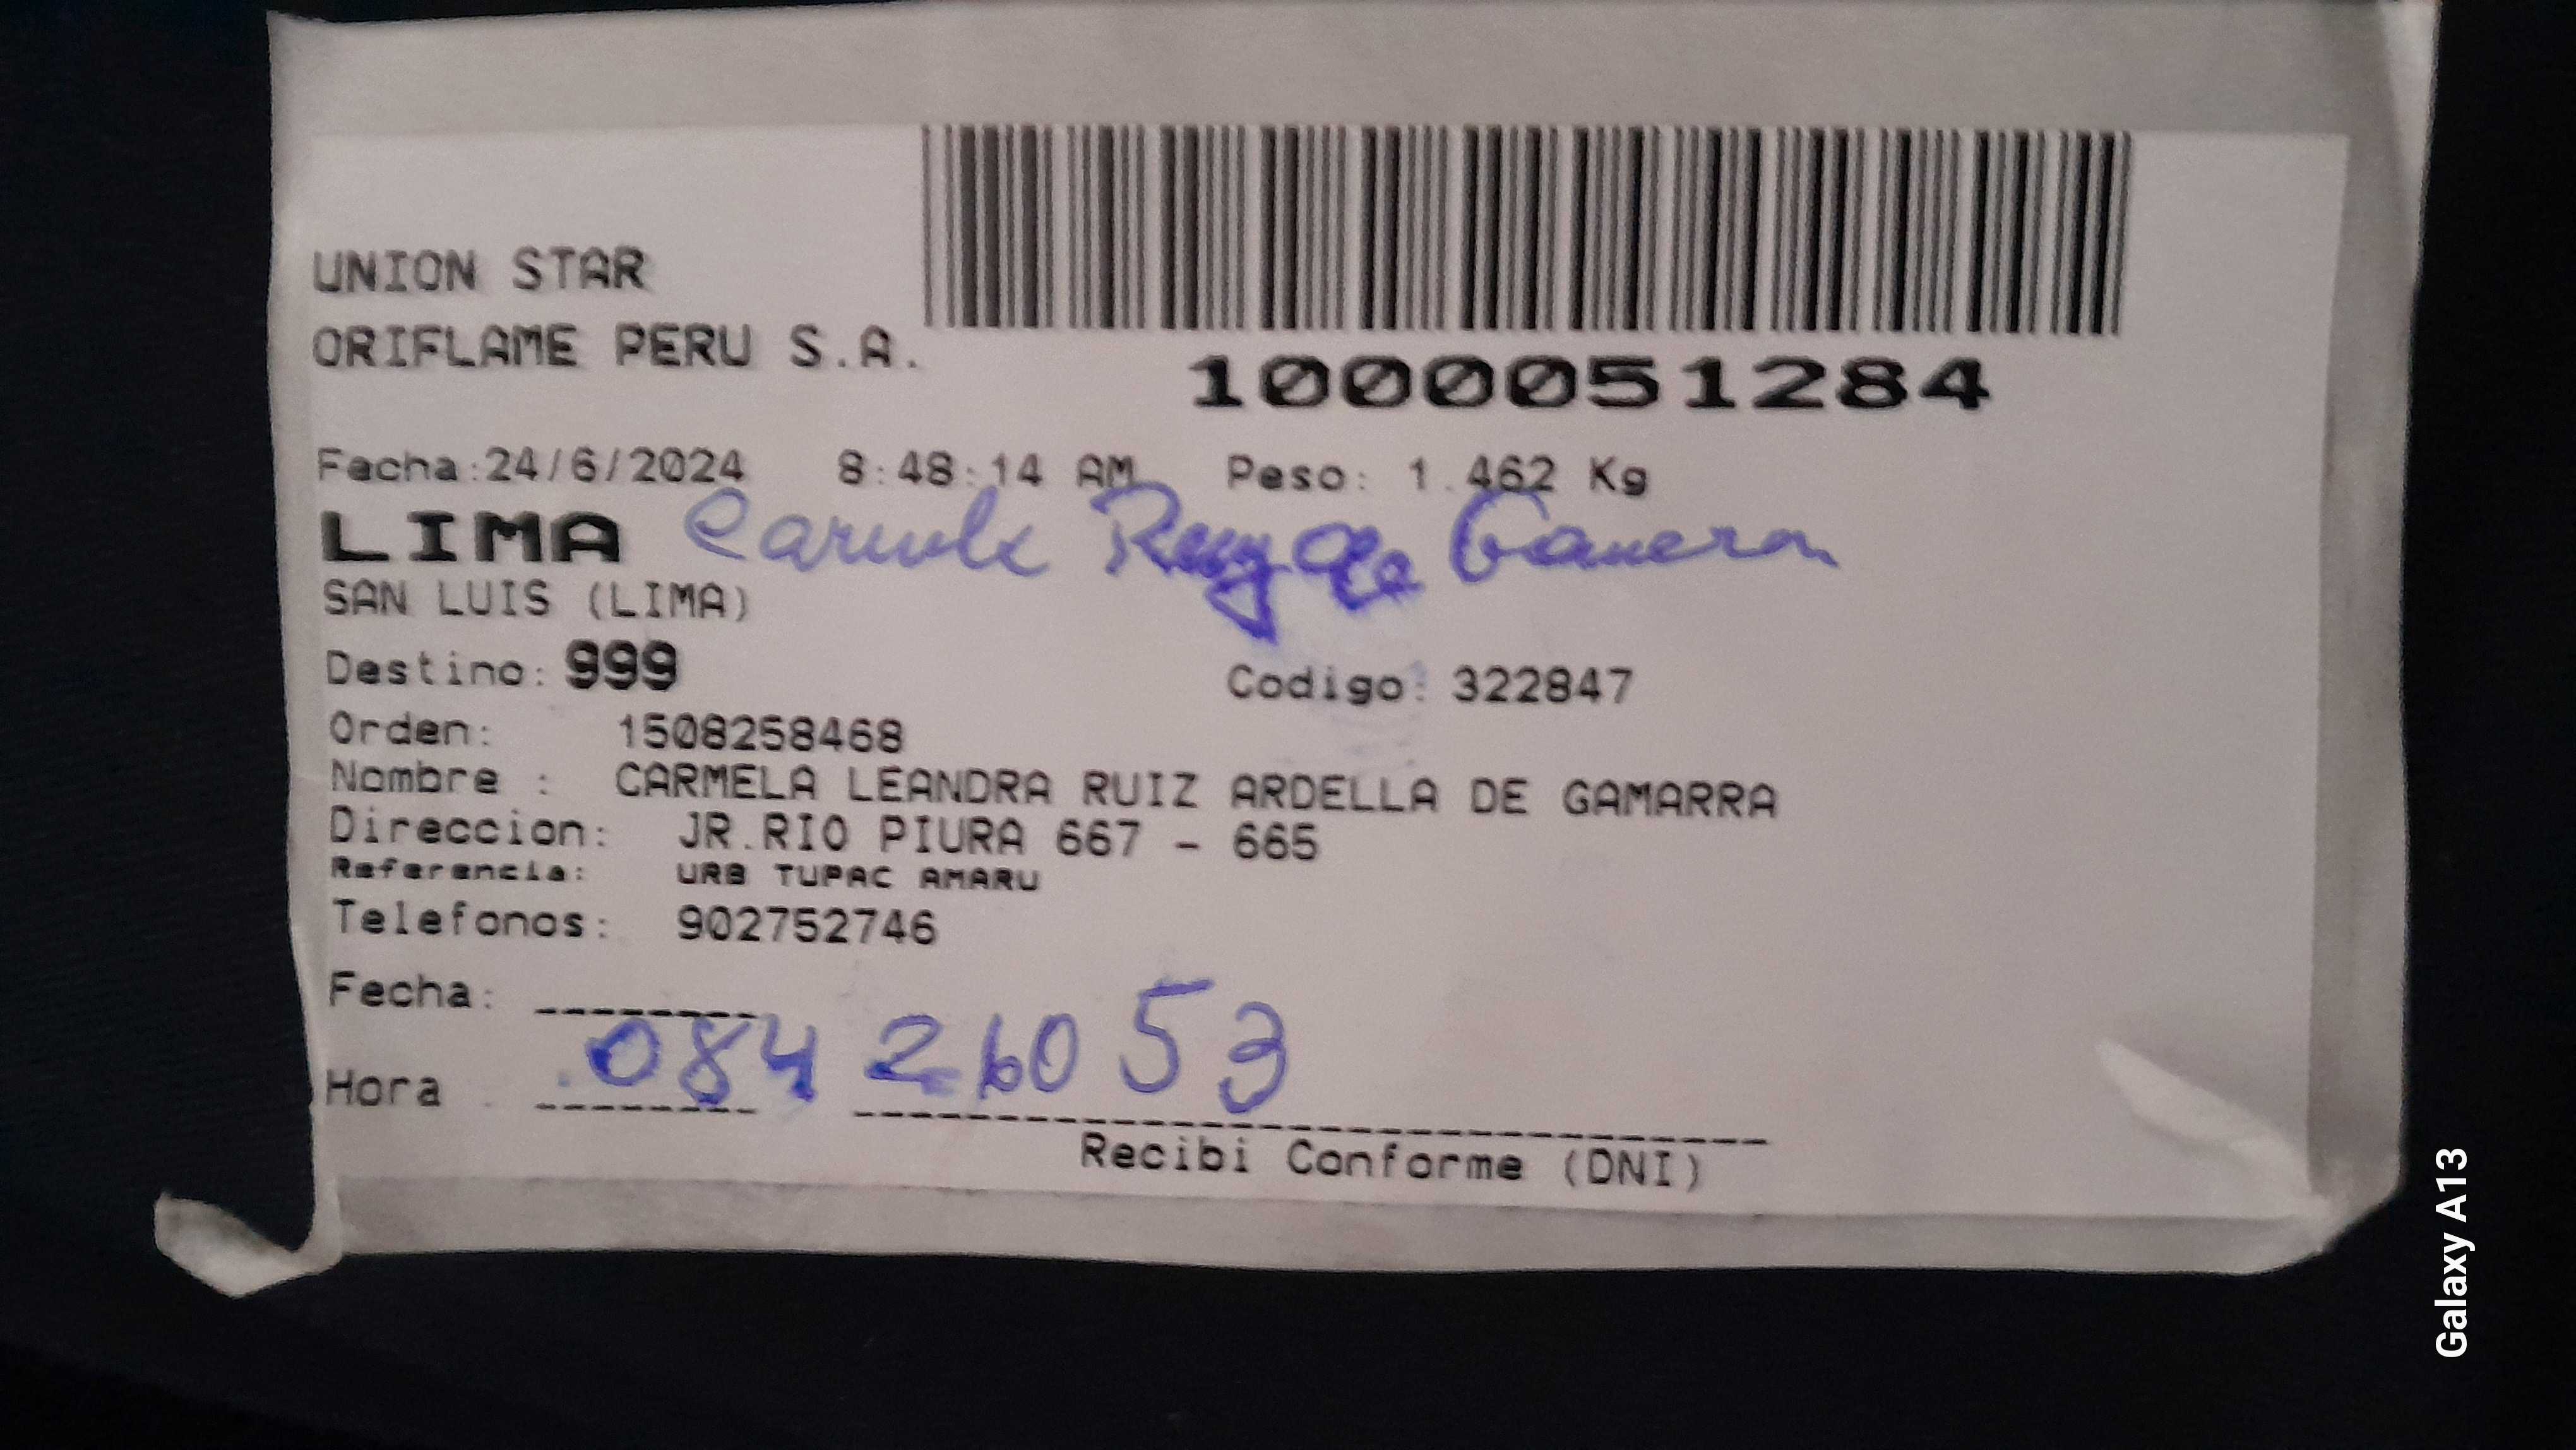 UNION STAR
ORIFLAME PERU S.A.
1000051284
Fecha:24/6/2024 8:48:14 AM Peso: 1.462 Kg
LIMA Ruiz de
SAN LUIS (LIMA)
Destino: 999 Codigo: 322847
Orden: 1508258468
Nombre : CARMELA LEANDRA RUIZ ARDELLA DE GAMARRA
Direccion: JR.RIO PIURA 667 - 665
Referencia: URB TUPAC AMARU
Telefonos: 902752746
Fecha:
08426053
Hora :
Recibi Conforme (DNI)
Galaxy A13